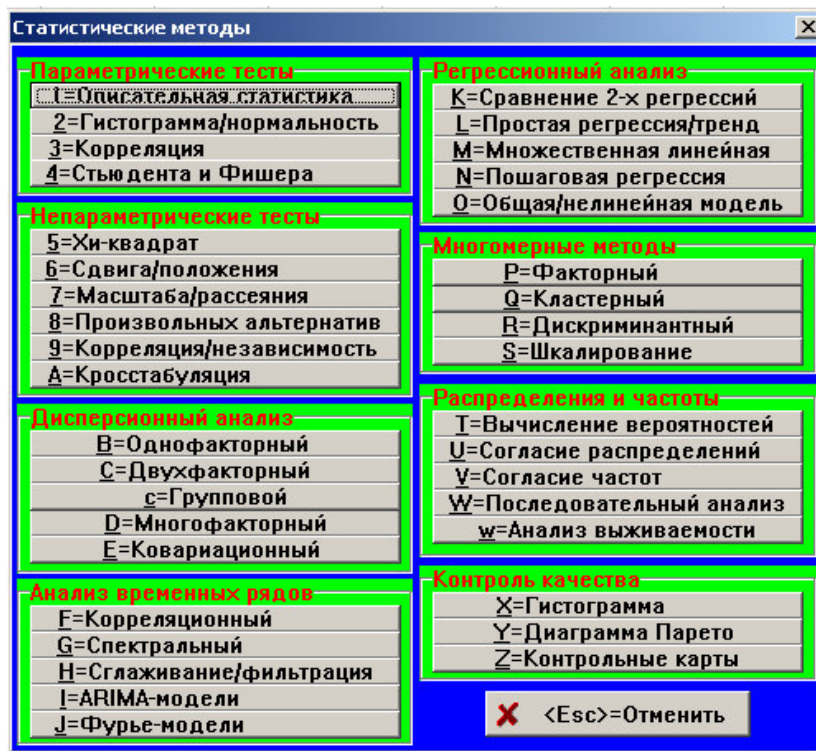 Статистические методы
Параметрические тесты
1=Описательная статистика
2=Гистограмма/нормальность
3=Корреляция
4=Стьюдента и Фишера
Непараметрические тесты
5=Хи-квадрат
6=Сдвига/положения
7=Масштаба/рассеяния
8=Произвольных альтернатив
9=Корреляция/независимость
A=Кросстабуляция
Дисперсионный анализ
B=Однофакторный
C=Двухфакторный
c=Групповой
D=Многофакторный
E=Ковариационный
Анализ временных рядов
F=Корреляционный
G=Спектральный
H=Сглаживание/фильтрация
I=ARIMA-модели
J=Фурье-модели
Регрессионный анализ
K=Сравнение 2-х регрессий
L=Простая регрессия/тренд
M=Множественная линейная
N=Пошаговая регрессия
O=Общая/нелинейная модель
Многомерные методы
P=Факторный
Q=Кластерный
R=Дискриминантный
S=Шкалирование
Распределения и частоты
T=Вычисление вероятностей
U=Согласие распределений
V=Согласие частот
W=Последовательный анализ
w=Анализ выживаемости
Контроль качества
X=Гистограмма
Y=Диаграмма Парето
Z=Контрольные карты
<Esc>=Отменить